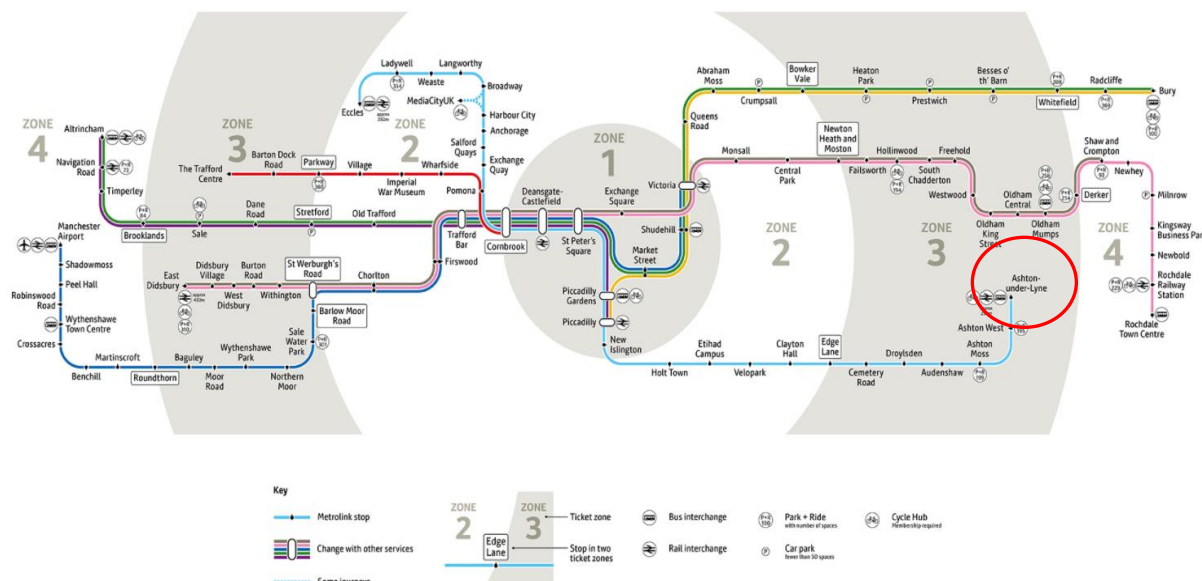 ZONE
4
ZONE
3
ZONE
2
ZONE
1
ZONE
2
ZONE
3
ZONE
4
Altrincham
Navigation
Road
P+R
73
Timperley
Brooklands
P+R
84
Sale
P
Dane
Road
Stretford
P
Old Trafford
Trafford
Bar
Cornbrook
Deansgate-
Castlefield
St Peter's
Square
Exchange
Square
Victoria
Shudehill
Market
Street
Piccadilly
Gardens
Piccadilly
New
Islington
The Trafford
Centre
Barton Dock
Road
Parkway
P+R
Village
Imperial
War Museum
Wharfside
Pomona
Eccles
approx
Ladywell
P+R
Weaste
Langworthy
Broadway
MediaCityUK
Harbour City
Anchorage
Salford
Quays
Exchange
Quay
Manchester
Airport
Shadowmoss
Peel Hall
Robinswood
Road
Wythenshawe
Town Centre
Crossacres
Benchill
Martinscroft
Roundthorn
Baguley
Moor
Road
Wythenshawe
Park
Northern
Moor
Sale
Water
Park
P+R
Barlow Moor
Road
St Werburgh's
Road
East
Didsbury
approx
P+R
Didsbury
Village
West
Didsbury
Burton
Road
Withington
Chorlton
Firswood
Queens
Road
Abraham
Moss
P
Crumpsall
Bowker
Vale
Heaton
Park
P
P
Prestwich
Besses o'
th' Barn
P+R
Whitefield
Radcliffe
P+R
Bury
P+R
Monsall
Central
Park
Newton
Heath and
Moston
Hollinwood
P+R
Failsworth
South
Chadderton
Freehold
Westwood
Oldham
King
Street
Oldham
Central
Oldham
Mumps
P+R
Derker
P+R
Shaw and
Crompton
P+R
Newhey
P
Milnrow
Kingsway
Business Par
Newbold
Rochdale
Railway
Station
P+R
Rochdale
Town Centre
Holt Town
Etihad
Campus
Velopark
Clayton
Hall
Edge
Lane
Cemetery
Road
Droylsden
Audenshaw
Ashton
Moss
P+R
Ashton West
P+R
Ashton-
under-Lyne
Key
Metrolink stop
Change with other services
ZONE
2
ZONE
3
Edge
Lane
Ticket zone
Stop in two
ticket zones
Bus interchange
Rail interchange
P+R
Park + Ride
with number of spaces
P
Car park
fewer than 50 spaces
Cycle Hub
Membership required